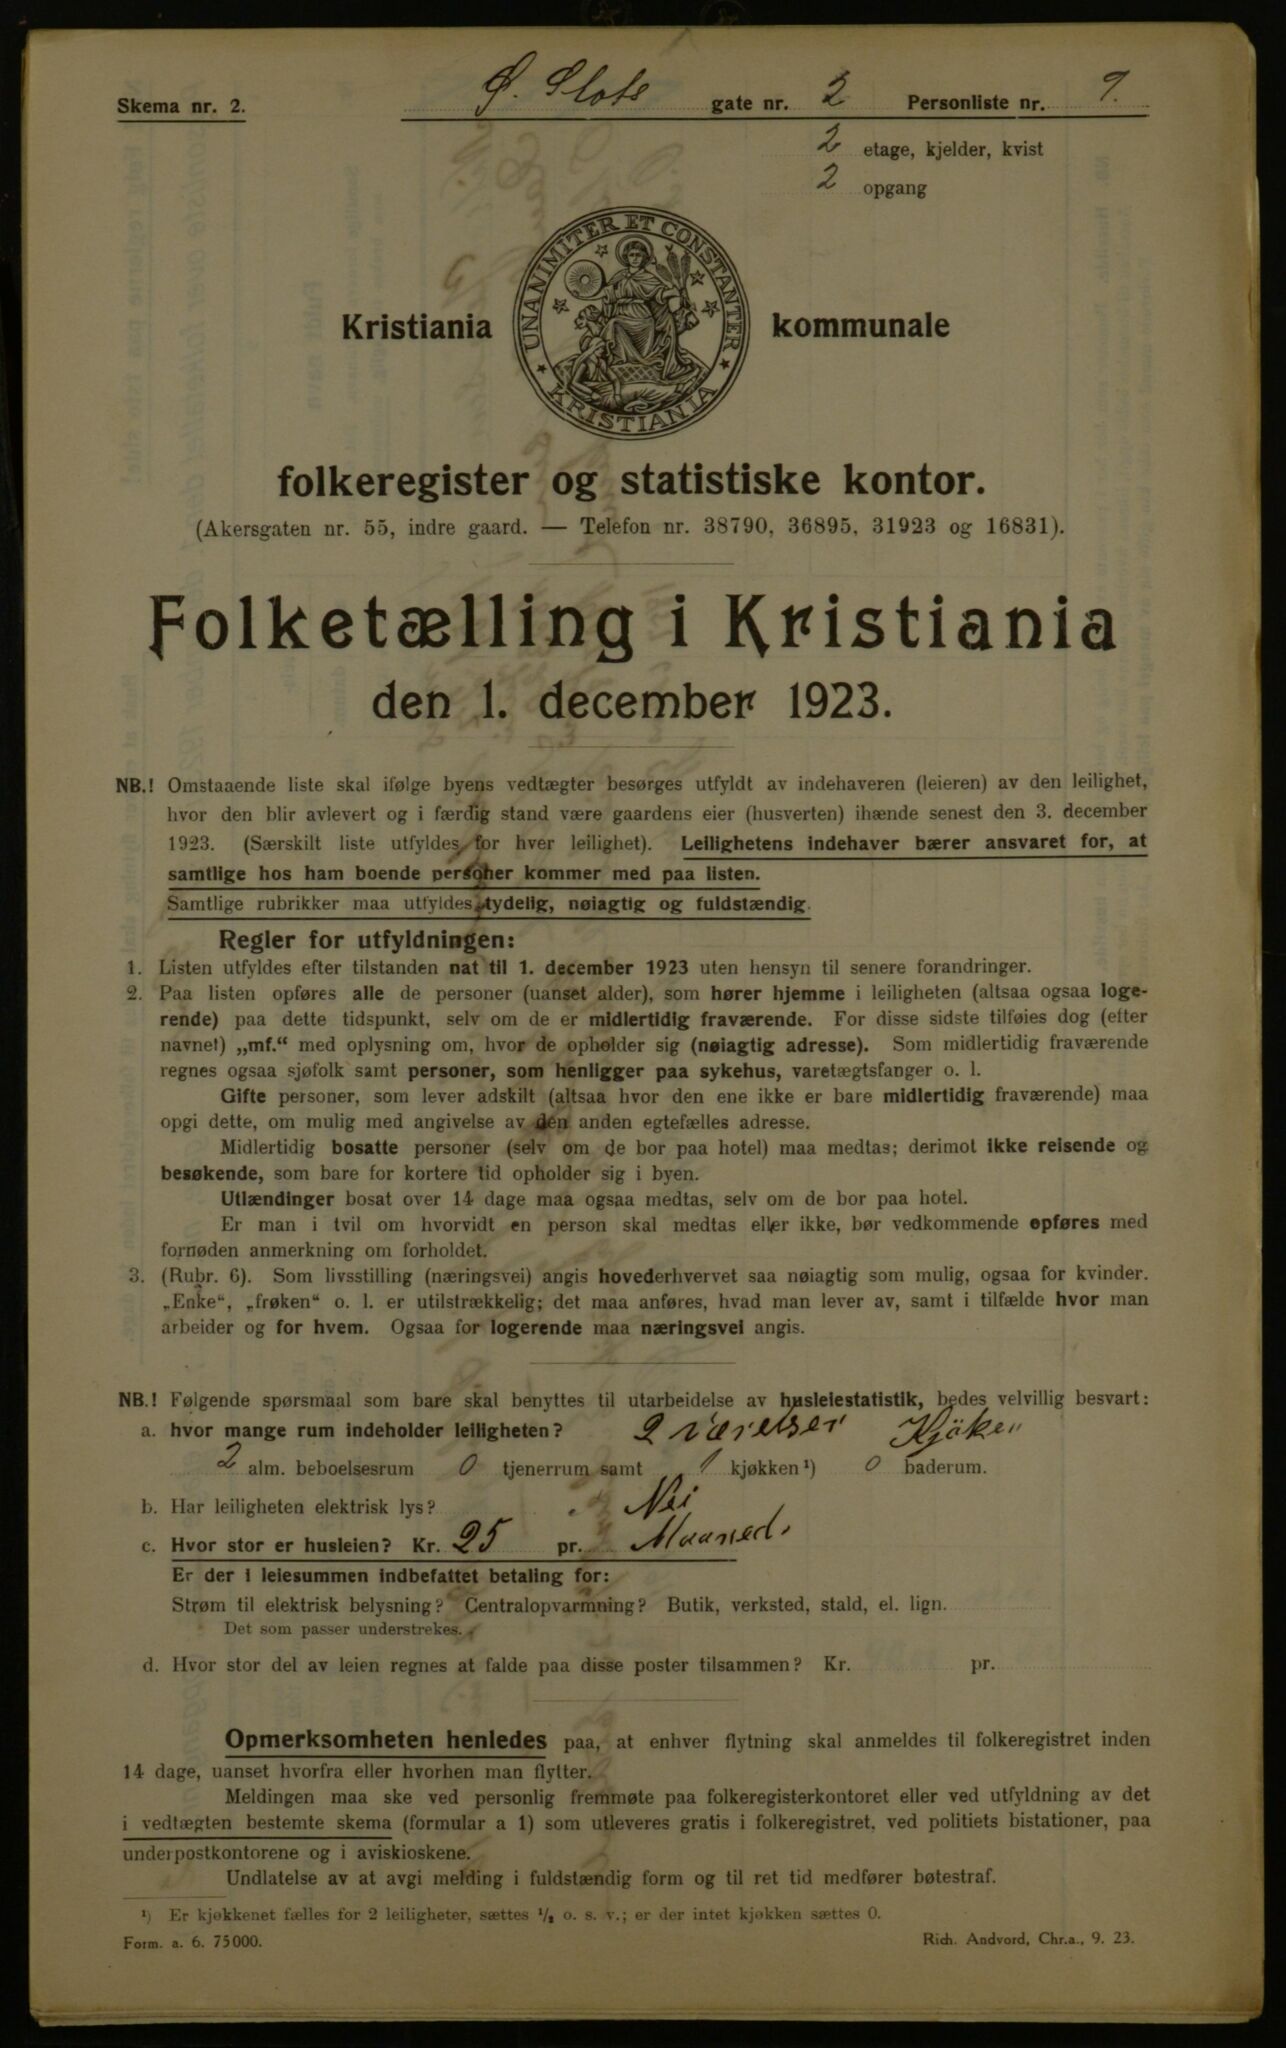 Skema nr. 2.
Ø. Slots gate nr. 2 Personliste nr. 9.
2 etage, kjelder, kvist
2 opgang
UNANIMITER ET CONSTANTER
KRISTIANIA
Kristiania kommunale
folkeregister og statistiske kontor.
(Akersgaten nr. 55, indre gaard. — Telefon nr. 38790, 36895, 31923 og 16831).
Folketælling i Kristiania
den 1. december 1923.
NB.! Omstaaende liste skal ifølge byens vedtægter besørges utfyldt av indehaveren (leieren) av den leilighet,
hvor den blir avlevert og i færdig stand være gaardens eier (husverten) ihænde senest den 3. december
1923. (Særskilt liste utfyldes for hver leilighet). Leilighetens indehaver bærer ansvaret for, at
samtlige hos ham boende personer kommer med paa listen.
Samtlige rubrikker maa utfyldes tydelig, nøiagtig og fuldstændig.
Regler for utfyldningen:
1. Listen utfyldes efter tilstanden nat til 1. december 1923 uten hensyn til senere forandringer.
2. Paa listen opføres alle de personer (uanset alder), som hører hjemme i leiligheten (altsaa ogsaa loge-
rende) paa dette tidspunkt, selv om de er midlertidig fraværende. For disse sidste tilføies dog (efter
navnet) „mf.“ med oplysning om, hvor de opholder sig (nøiagtig adresse). Som midlertidig fraværende
regnes ogsaa sjøfolk samt personer, som henligger paa sykehus, varetægtsfanger o. l.
Gifte personer, som lever adskilt (altsaa hvor den ene ikke er bare midlertidig fraværende) maa
opgi dette, om mulig med angivelse av den anden egtefælles adresse.
Midlertidig bosatte personer (selv om de bor paa hotel) maa medtas; derimot ikke reisende og
besøkende, som bare for kortere tid opholder sig i byen.
Utlændinger bosat over 14 dage maa ogsaa medtas, selv om de bor paa hotel.
Er man i tvil om hvorvidt en person skal medtas eller ikke, bør vedkommende opføres med
fornøden anmerkning om forholdet.
3. (Rubr. 6). Som livsstilling (næringsvei) angis hovederhvervet saa nøiagtig som mulig, ogsaa for kvinder.
„Enke“, „frøken“ o. l. er utilstrækkelig; det maa anføres, hvad man lever av, samt i tilfælde hvor man
arbeider og for hvem. Ogsaa for logerende maa næringsvei angis.
NB.! Følgende spørsmaal som bare skal benyttes til utarbeidelse av husleiestatistik, bedes velvillig besvart:
a. hvor mange rum indeholder leiligheten? 2 værelser Kjøken
2 alm. beboelsesrum 0 tjenerrum samt 1 kjøkken¹) 0 baderum.
b. Har leiligheten elektrisk lys? Nei
c. Hvor stor er husleien? Kr. 25 pr. Maaned.
Er der i leiesummen indbefattet betaling for:
Strøm til elektrisk belysning? Centralopvarmning? Butik, verksted, stald, el. lign.
Det som passer understrekes.
d. Hvor stor del av leien regnes at falde paa disse poster tilsammen? Kr. pr.
Opmerksomheten henledes paa, at enhver flytning skal anmeldes til folkeregistret inden
14 dage, uanset hvorfra eller hvorhen man flytter.
Meldingen maa ske ved personlig fremmøte paa folkeregisterkontoret eller ved utfyldning av det
i vedtægten bestemte skema (formular a 1) som utleveres gratis i folkeregistret, ved politiets bistationer, paa
underpostkontorene og i aviskioskene.
Undlatelse av at avgi melding i fuldstændig form og til ret tid medfører bøtestraf.
¹) Er kjøkkenet fælles for 2 leiligheter, sættes ½ o. s. v.; er der intet kjøkken sættes 0.
Form. a. 6. 75000. Rich. Andvord, Chr.a., 9. 23.